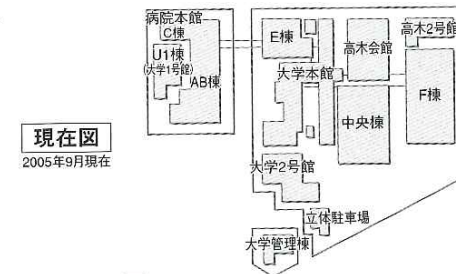 病院本館
C棟
U1棟
(大学1号館)
AB棟
E棟
大学本館
高木会館
高木2号館
F棟
中央棟
現在図
2005年9月現在
大学2号館
立体駐車場
大学管理棟